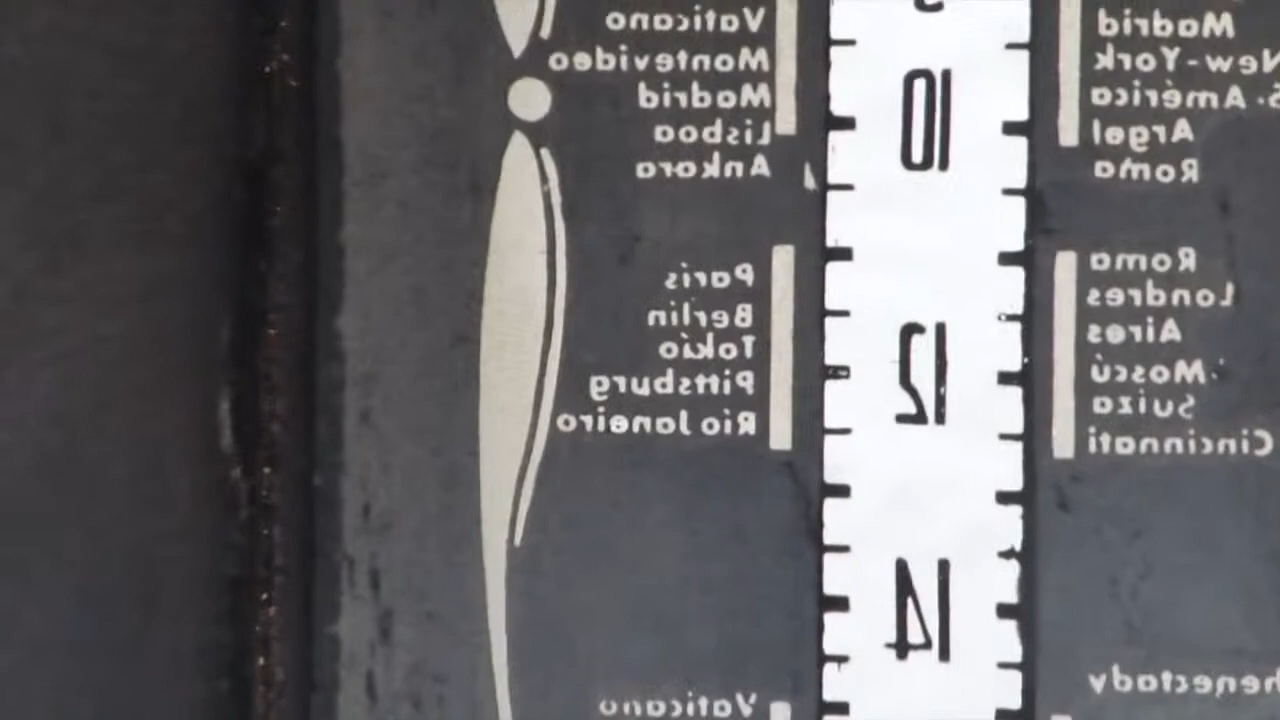 Vaticano
Montevideo
Madrid
Lisboa
Ankara
Paris
Berlin
Tokio
Pittsburg
Rio Janeiro
Vaticano
10
12
14
Madrid
New-York
S. América
Argel
Roma
Roma
Londres
Aires
Moscú
Suiza
Cincinnati